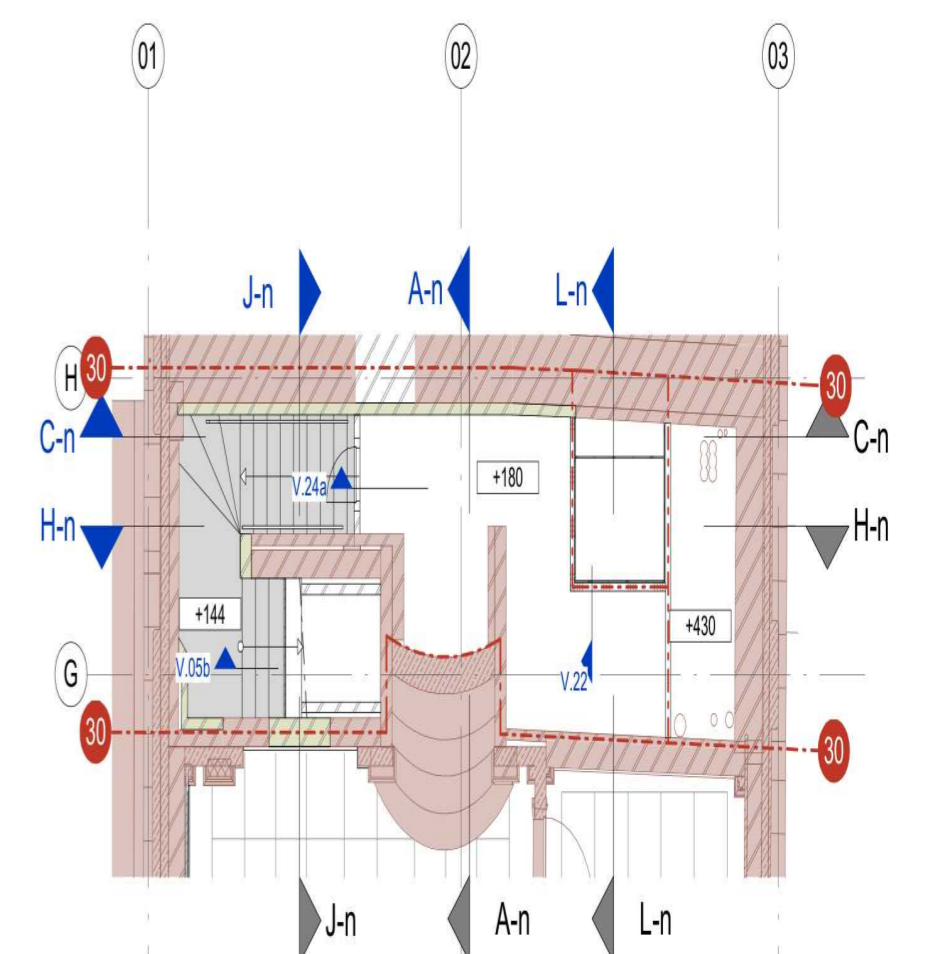 01
02
03
J-n
A-n
L-n
H
30
30
C-n
C-n
+180
V.24a
H-n
H-n
+144
+430
G
V.05b
V.22
30
30
J-n
A-n
L-n